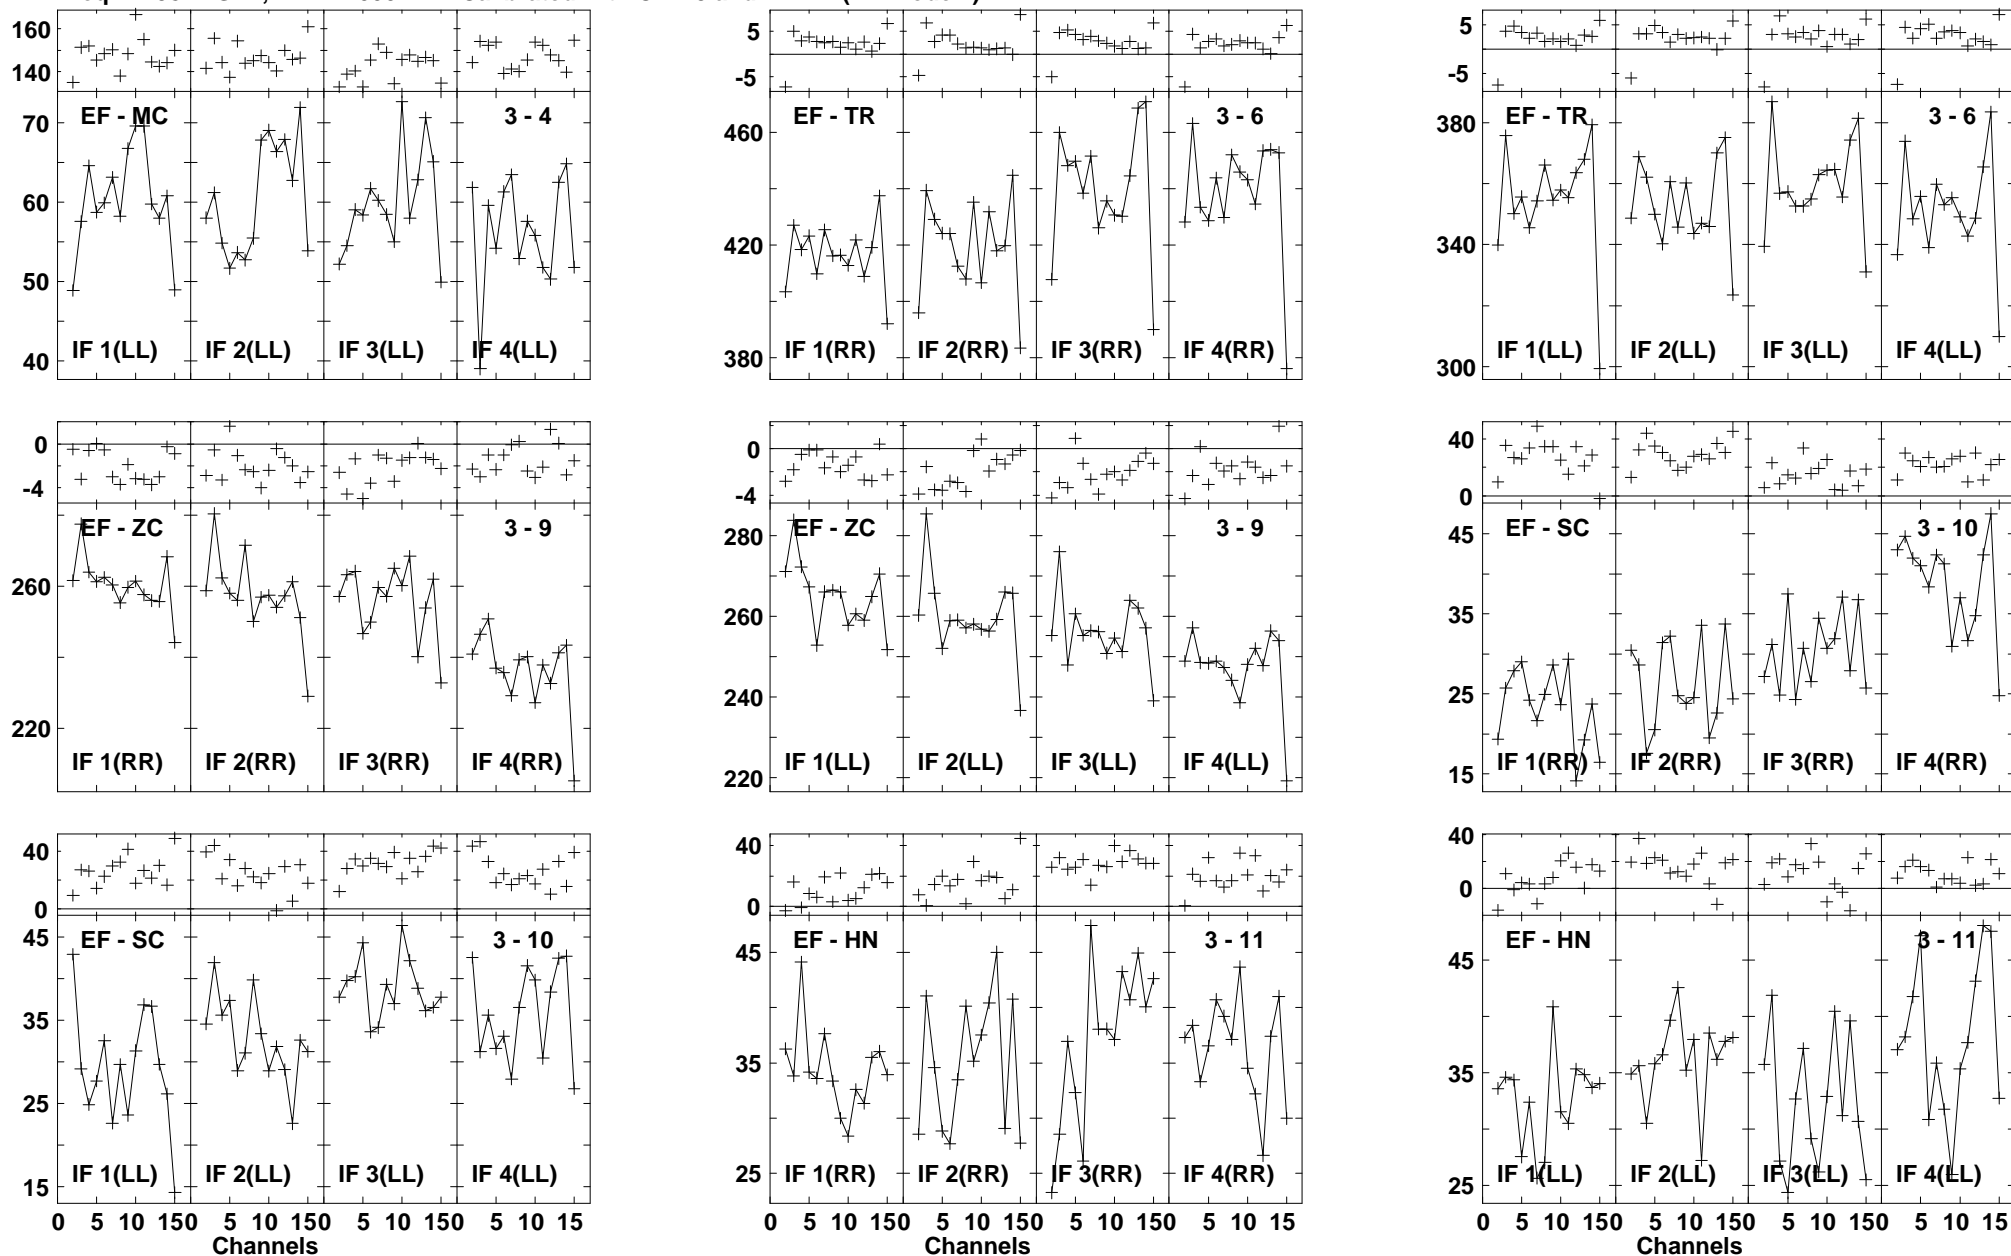 160
140
5
-5
5
-5
70
60
50
40
EF - MC
3 - 4
IF 1(LL) IF 2(LL) IF 3(LL) IF 4(LL)
460
420
380
EF - TR
3 - 6
IF 1(RR) IF 2(RR) IF 3(RR) IF 4(RR)
380
340
300
EF - TR
3 - 6
IF 1(LL) IF 2(LL) IF 3(LL) IF 4(LL)
0
-4
0
-4
40
0
260
220
EF - ZC
3 - 9
IF 1(RR) IF 2(RR) IF 3(RR) IF 4(RR)
280
260
240
220
EF - ZC
3 - 9
IF 1(LL) IF 2(LL) IF 3(LL) IF 4(LL)
45
35
25
15
EF - SC
3 - 10
IF 1(RR) IF 2(RR) IF 3(RR) IF 4(RR)
40
0
40
0
40
0
45
35
25
15
EF - SC
3 - 10
IF 1(LL) IF 2(LL) IF 3(LL) IF 4(LL)
45
35
25
EF - HN
3 - 11
IF 1(RR) IF 2(RR) IF 3(RR) IF 4(RR)
45
35
25
EF - HN
3 - 11
IF 1(LL) IF 2(LL) IF 3(LL) IF 4(LL)
0 5 10 150 5 10 150 5 10 150 5 10 15
0 5 10 150 5 10 150 5 10 150 5 10 15
0 5 10 150 5 10 150 5 10 150 5 10 15
Channels
Channels
Channels